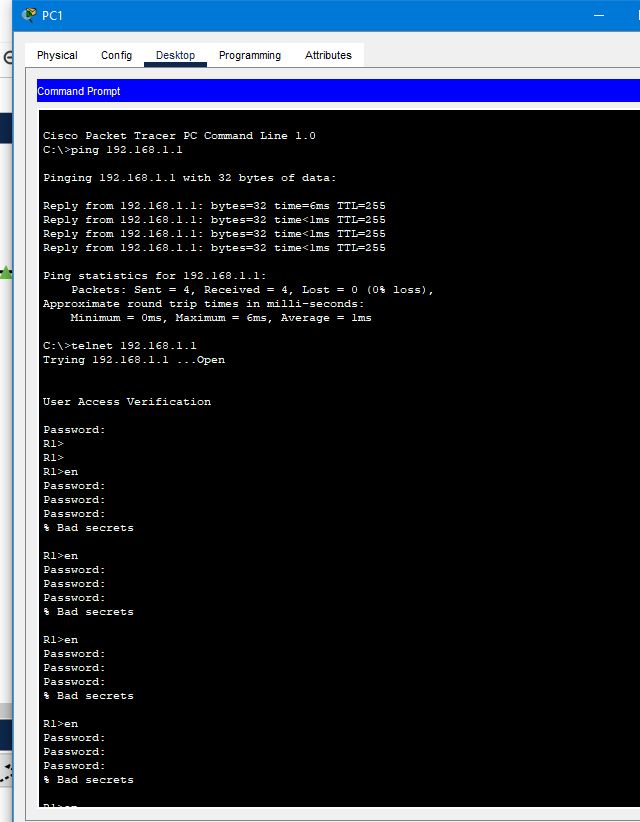 PC1
Physical Config Desktop Programming Attributes
Command Prompt
Cisco Packet Tracer PC Command Line 1.0
C:\>ping 192.168.1.1
Pinging 192.168.1.1 with 32 bytes of data:
Reply from 192.168.1.1: bytes=32 time=6ms TTL=255
Reply from 192.168.1.1: bytes=32 time<1ms TTL=255
Reply from 192.168.1.1: bytes=32 time<1ms TTL=255
Reply from 192.168.1.1: bytes=32 time<1ms TTL=255
Ping statistics for 192.168.1.1:
Packets: Sent = 4, Received = 4, Lost = 0 (0% loss),
Approximate round trip times in milli-seconds:
Minimum = 0ms, Maximum = 6ms, Average = 1ms
C:\>telnet 192.168.1.1
Trying 192.168.1.1 ...Open
User Access Verification
Password:
R1>
R1>
R1>en
Password:
Password:
Password:
% Bad secrets
R1>en
Password:
Password:
Password:
% Bad secrets
R1>en
Password:
Password:
Password:
% Bad secrets
R1>en
Password:
Password:
Password:
% Bad secrets
R1>en